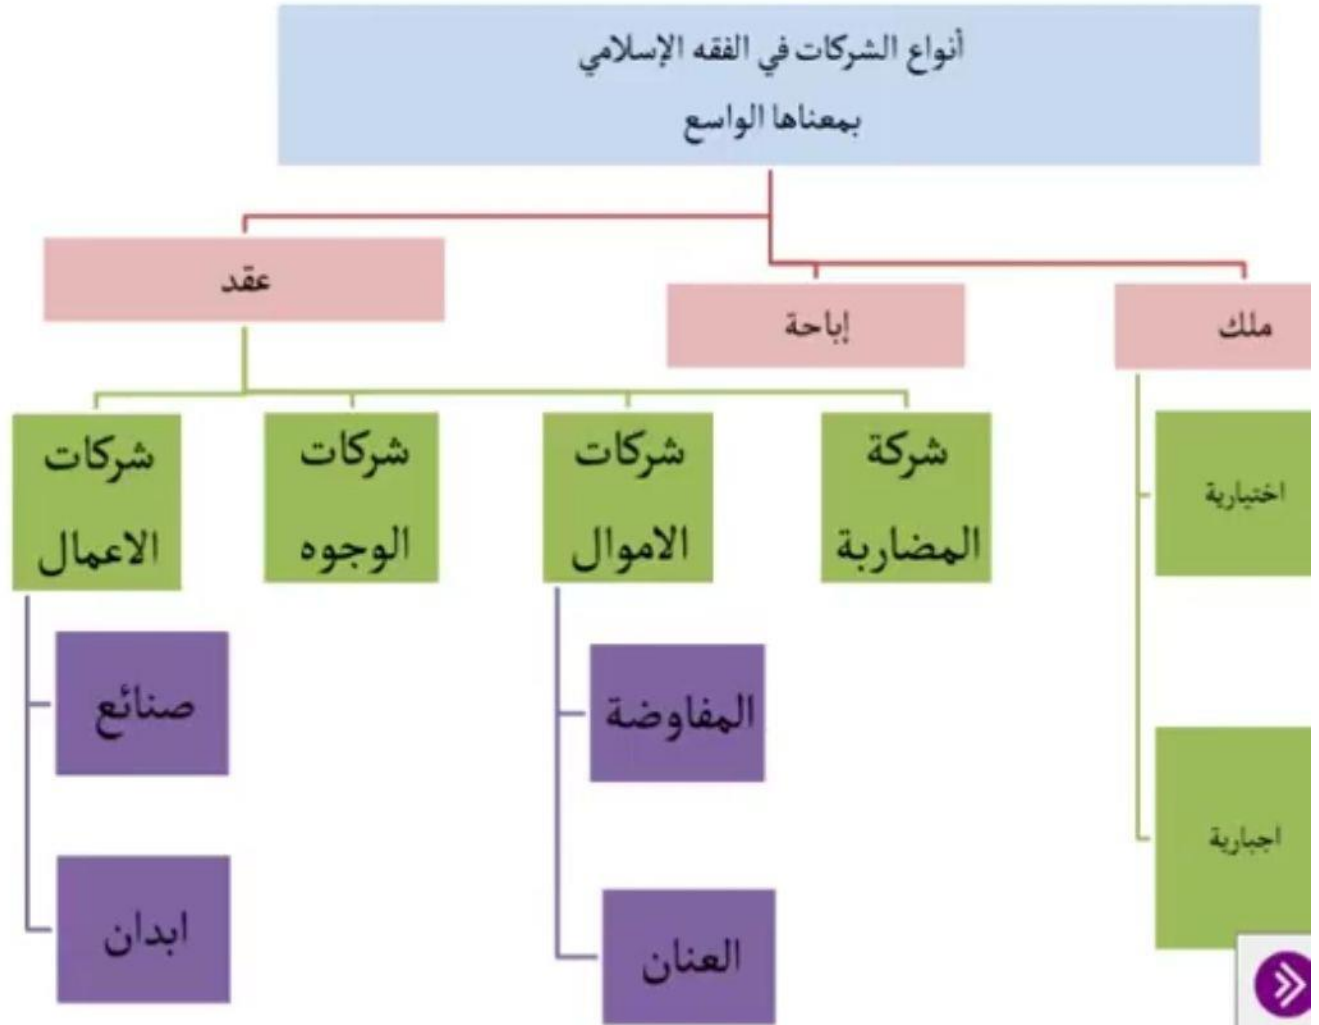 أنواع الشركات في الفقه الإسلامي
بمعناها الواسع
ملك
إباحة
عقد
اختيارية
اجبارية
شركة
المضاربة
شركات
الاموال
المفاوضة
العنان
شركات
الوجوه
شركات
الاعمال
صنائع
ابدان